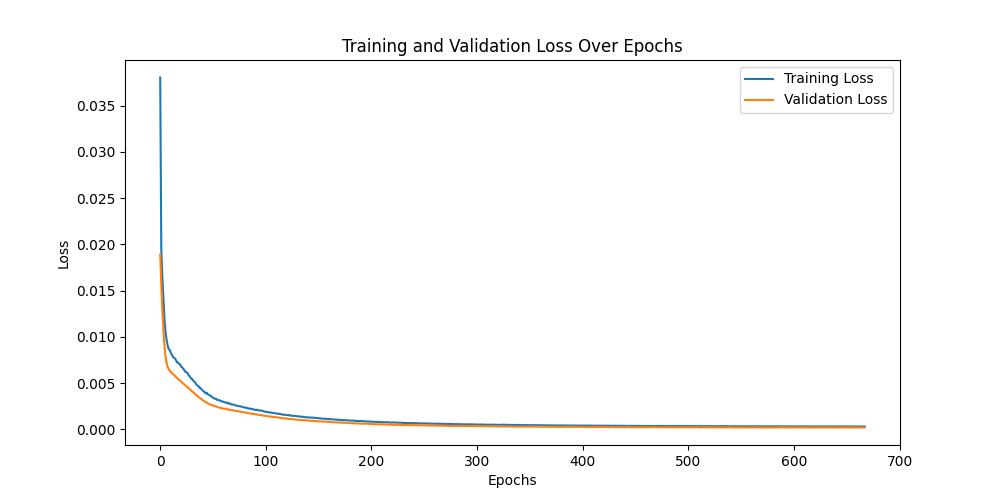 Training and Validation Loss Over Epochs
Training Loss
Validation Loss
0.035
0.030
0.025
0.020
0.015
0.010
0.005
0.000
Loss
0 100 200 300 400 500 600 700
Epochs